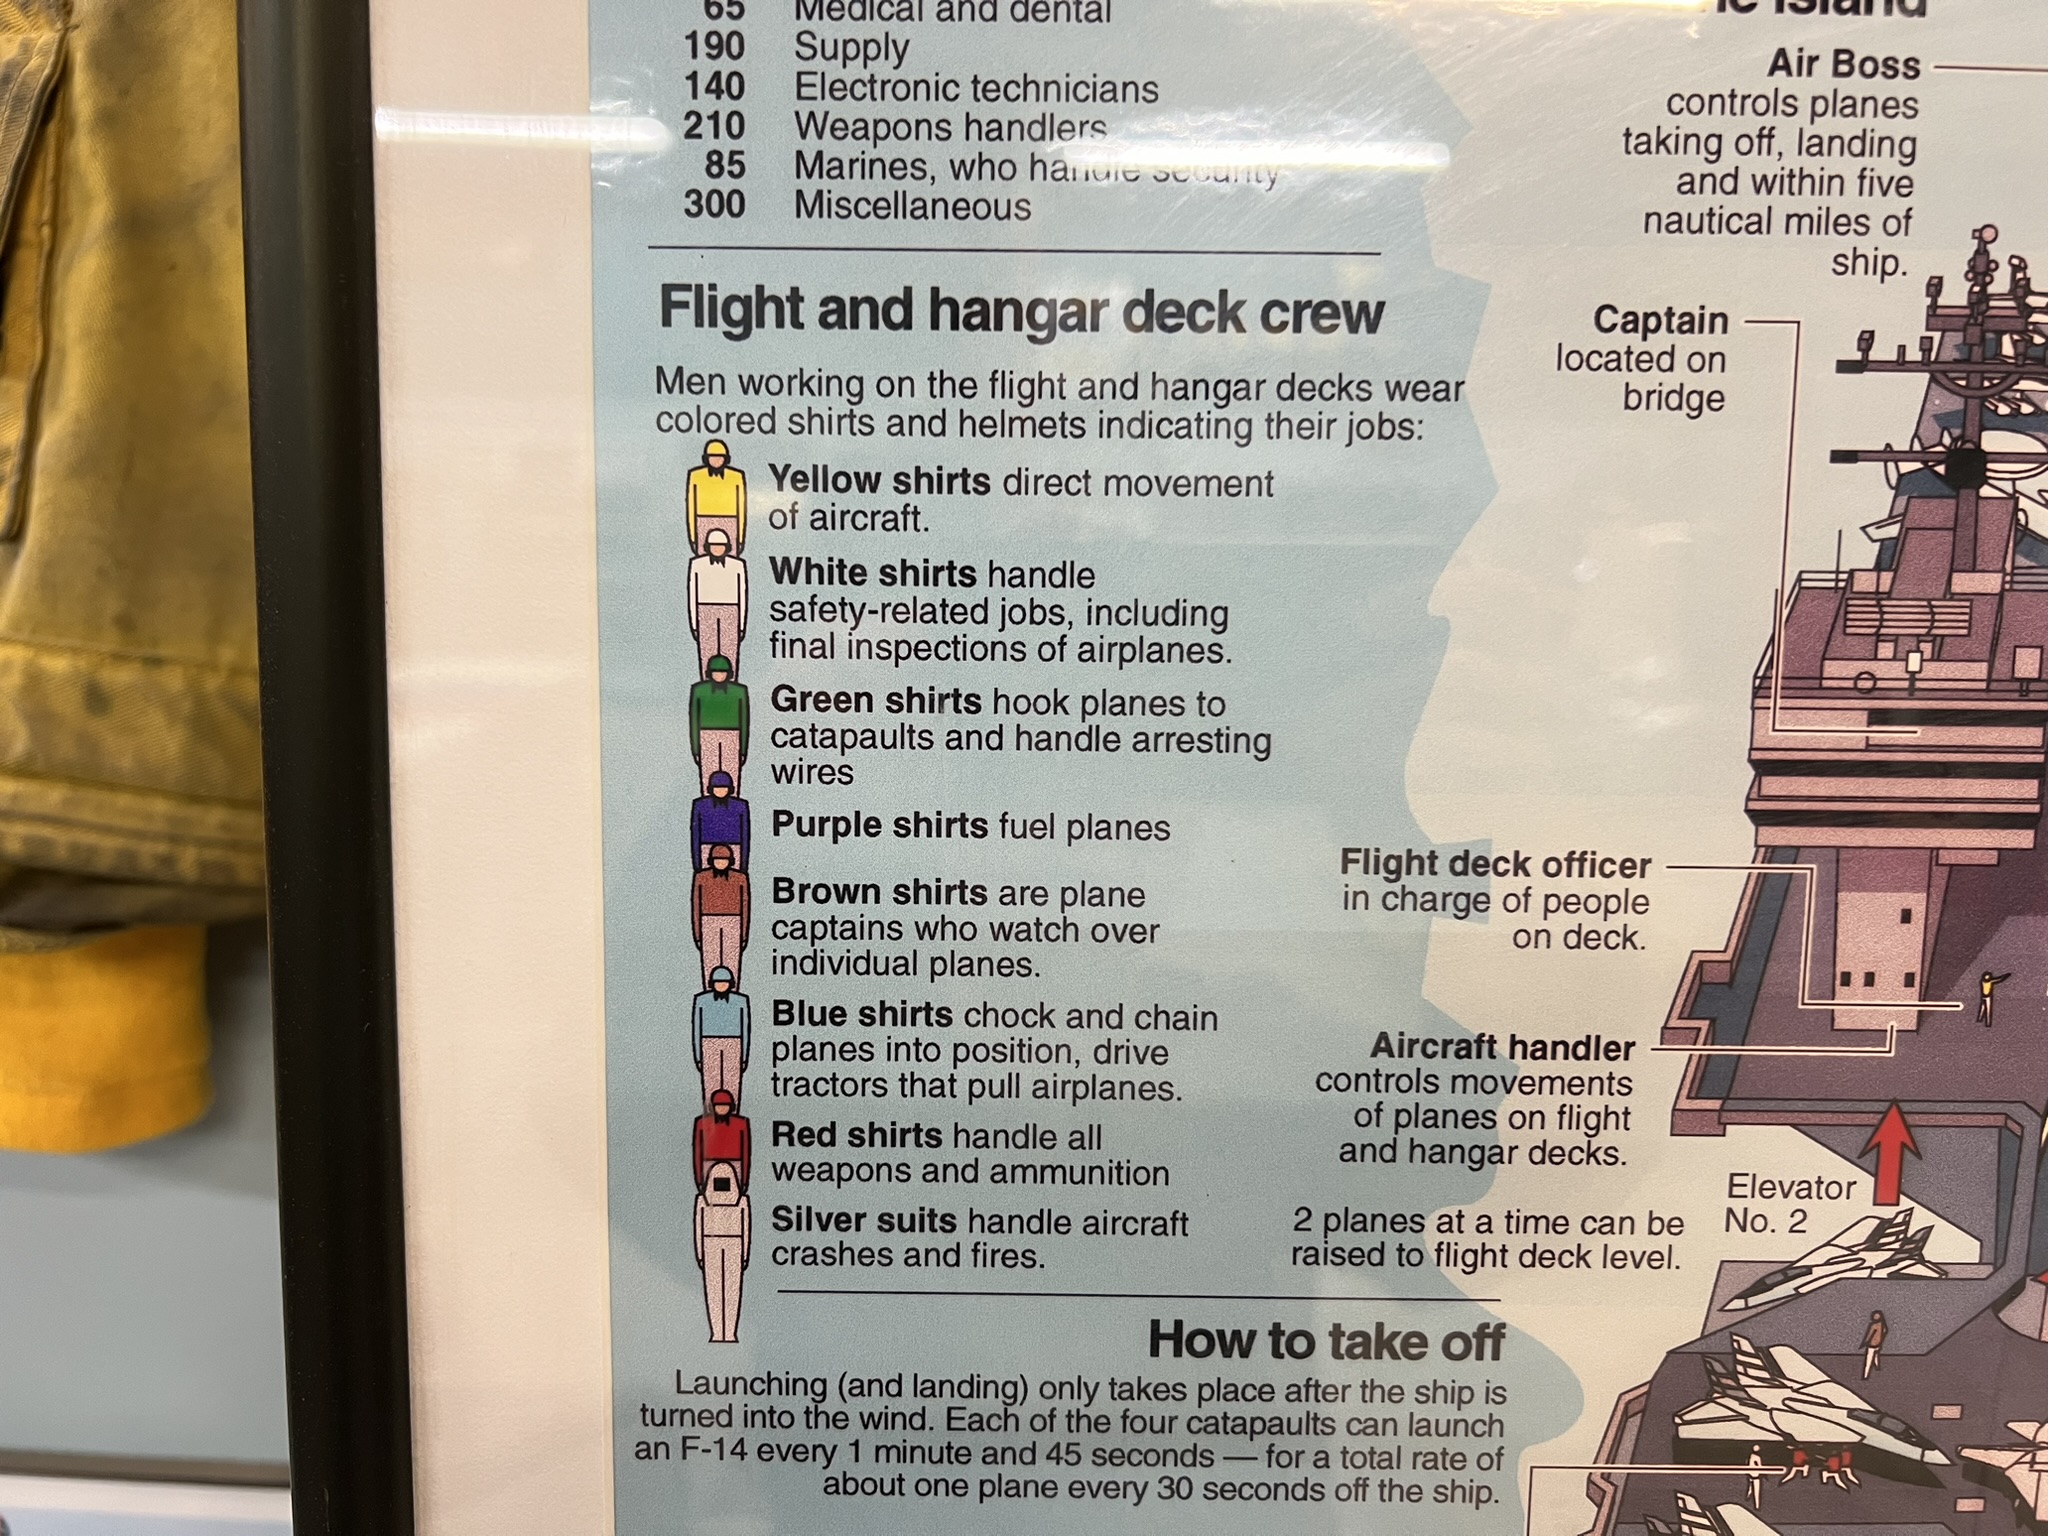 65 Medical and dental
190 Supply
140 Electronic technicians
210 Weapons handlers
85 Marines, who handle security
300 Miscellaneous
Flight and hangar deck crew
Men working on the flight and hangar decks wear
colored shirts and helmets indicating their jobs:
Yellow shirts direct movement
of aircraft.
White shirts handle
safety-related jobs, including
final inspections of airplanes.
Green shirts hook planes to
catapaults and handle arresting
wires
Purple shirts fuel planes
Brown shirts are plane
captains who watch over
individual planes.
Blue shirts chock and chain
planes into position, drive
tractors that pull airplanes.
Red shirts handle all
weapons and ammunition
Silver suits handle aircraft
crashes and fires.
How to take off
Launching (and landing) only takes place after the ship is
turned into the wind. Each of the four catapaults can launch
an F-14 every 1 minute and 45 seconds — for a total rate of
about one plane every 30 seconds off the ship.
Island
Air Boss
controls planes
taking off, landing
and within five
nautical miles of
ship.
Captain
located on
bridge
Flight deck officer
in charge of people
on deck.
Aircraft handler
controls movements
of planes on flight
and hangar decks.
Elevator
No. 2
2 planes at a time can be
raised to flight deck level.